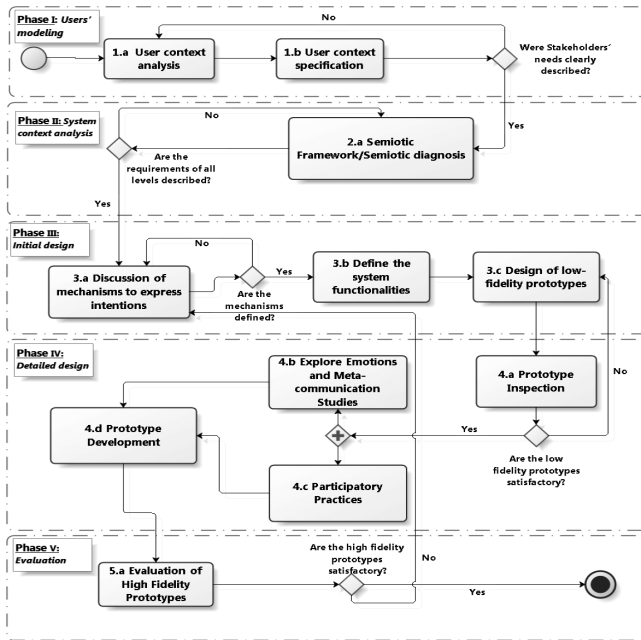 Phase I: Users'
modeling
No
1.a User context
analysis
1.b User context
specification
Were Stakeholders´
needs clearly
described?
Yes
Phase II: System
context analysis
No
2.a Semiotic
Framework/Semiotic diagnosis
Are the
requirements of all
levels described?
Yes
Phase III:
Initial design
No
3.a Discussion of
mechanisms to express
intentions
Yes
Are the
mechanisms
defined?
3.b Define the
system
functionalities
3.c Design of low-
fidelity prototypes
Phase IV:
Detailed design
4.b Explore Emotions
and Meta-
communication
Studies
4.a Prototype
Inspection
No
4.d Prototype
Development
Yes
Are the low
fidelity prototypes
satisfactory?
4.c Participatory
Practices
Phase V:
Evaluation
5.a Evaluation of
High Fidelity
Prototypes
Are the high fidelity
prototypes
satisfactory?
No
Yes